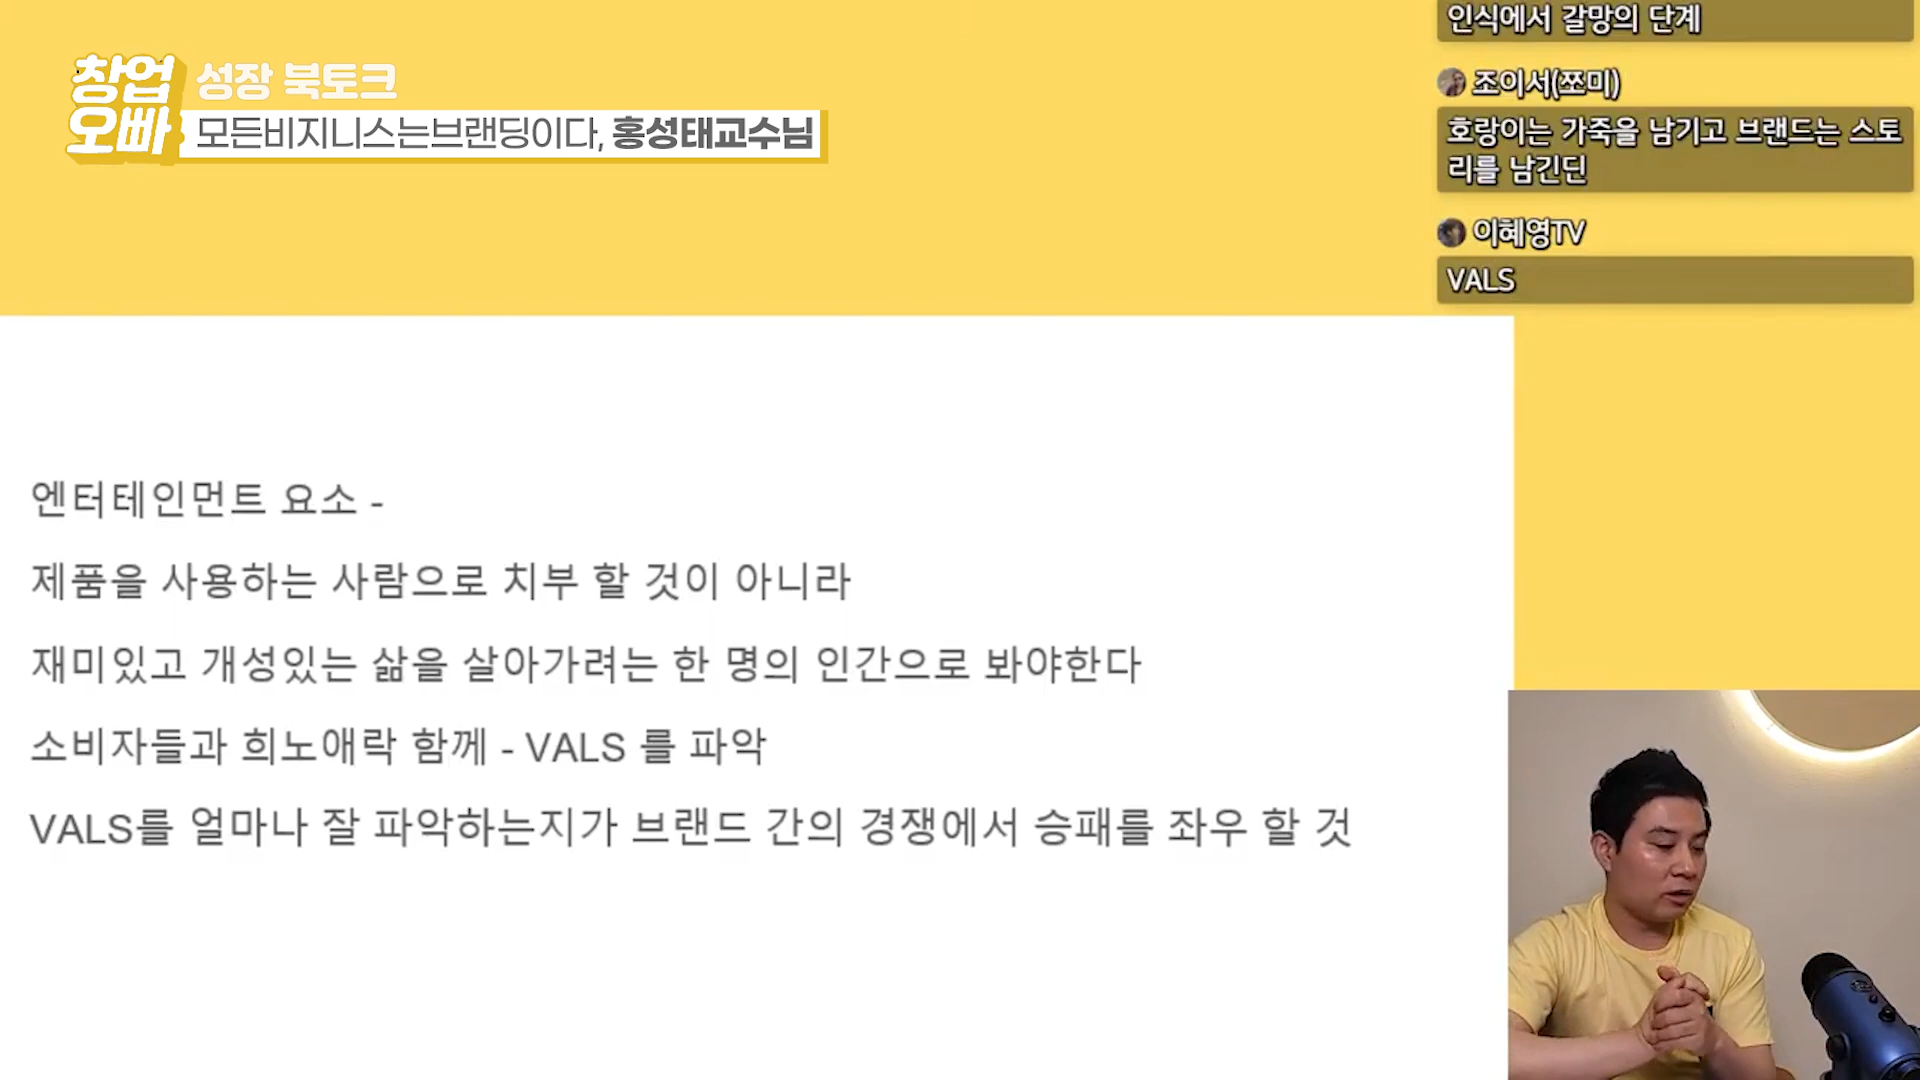 창업
오빠
성장 북토크
모든비지니스는브랜딩이다, 홍성태교수님
인식에서 갈망의 단계
조이서(쪼미)
호랑이는 가죽을 남기고 브랜드는 스토
리를 남긴딘
이혜영TV
VALS
엔터테인먼트 요소 -
제품을 사용하는 사람으로 치부 할 것이 아니라
재미있고 개성있는 삶을 살아가려는 한 명의 인간으로 봐야한다
소비자들과 희노애락 함께 - VALS 를 파악
VALS를 얼마나 잘 파악하는지가 브랜드 간의 경쟁에서 승패를 좌우 할 것